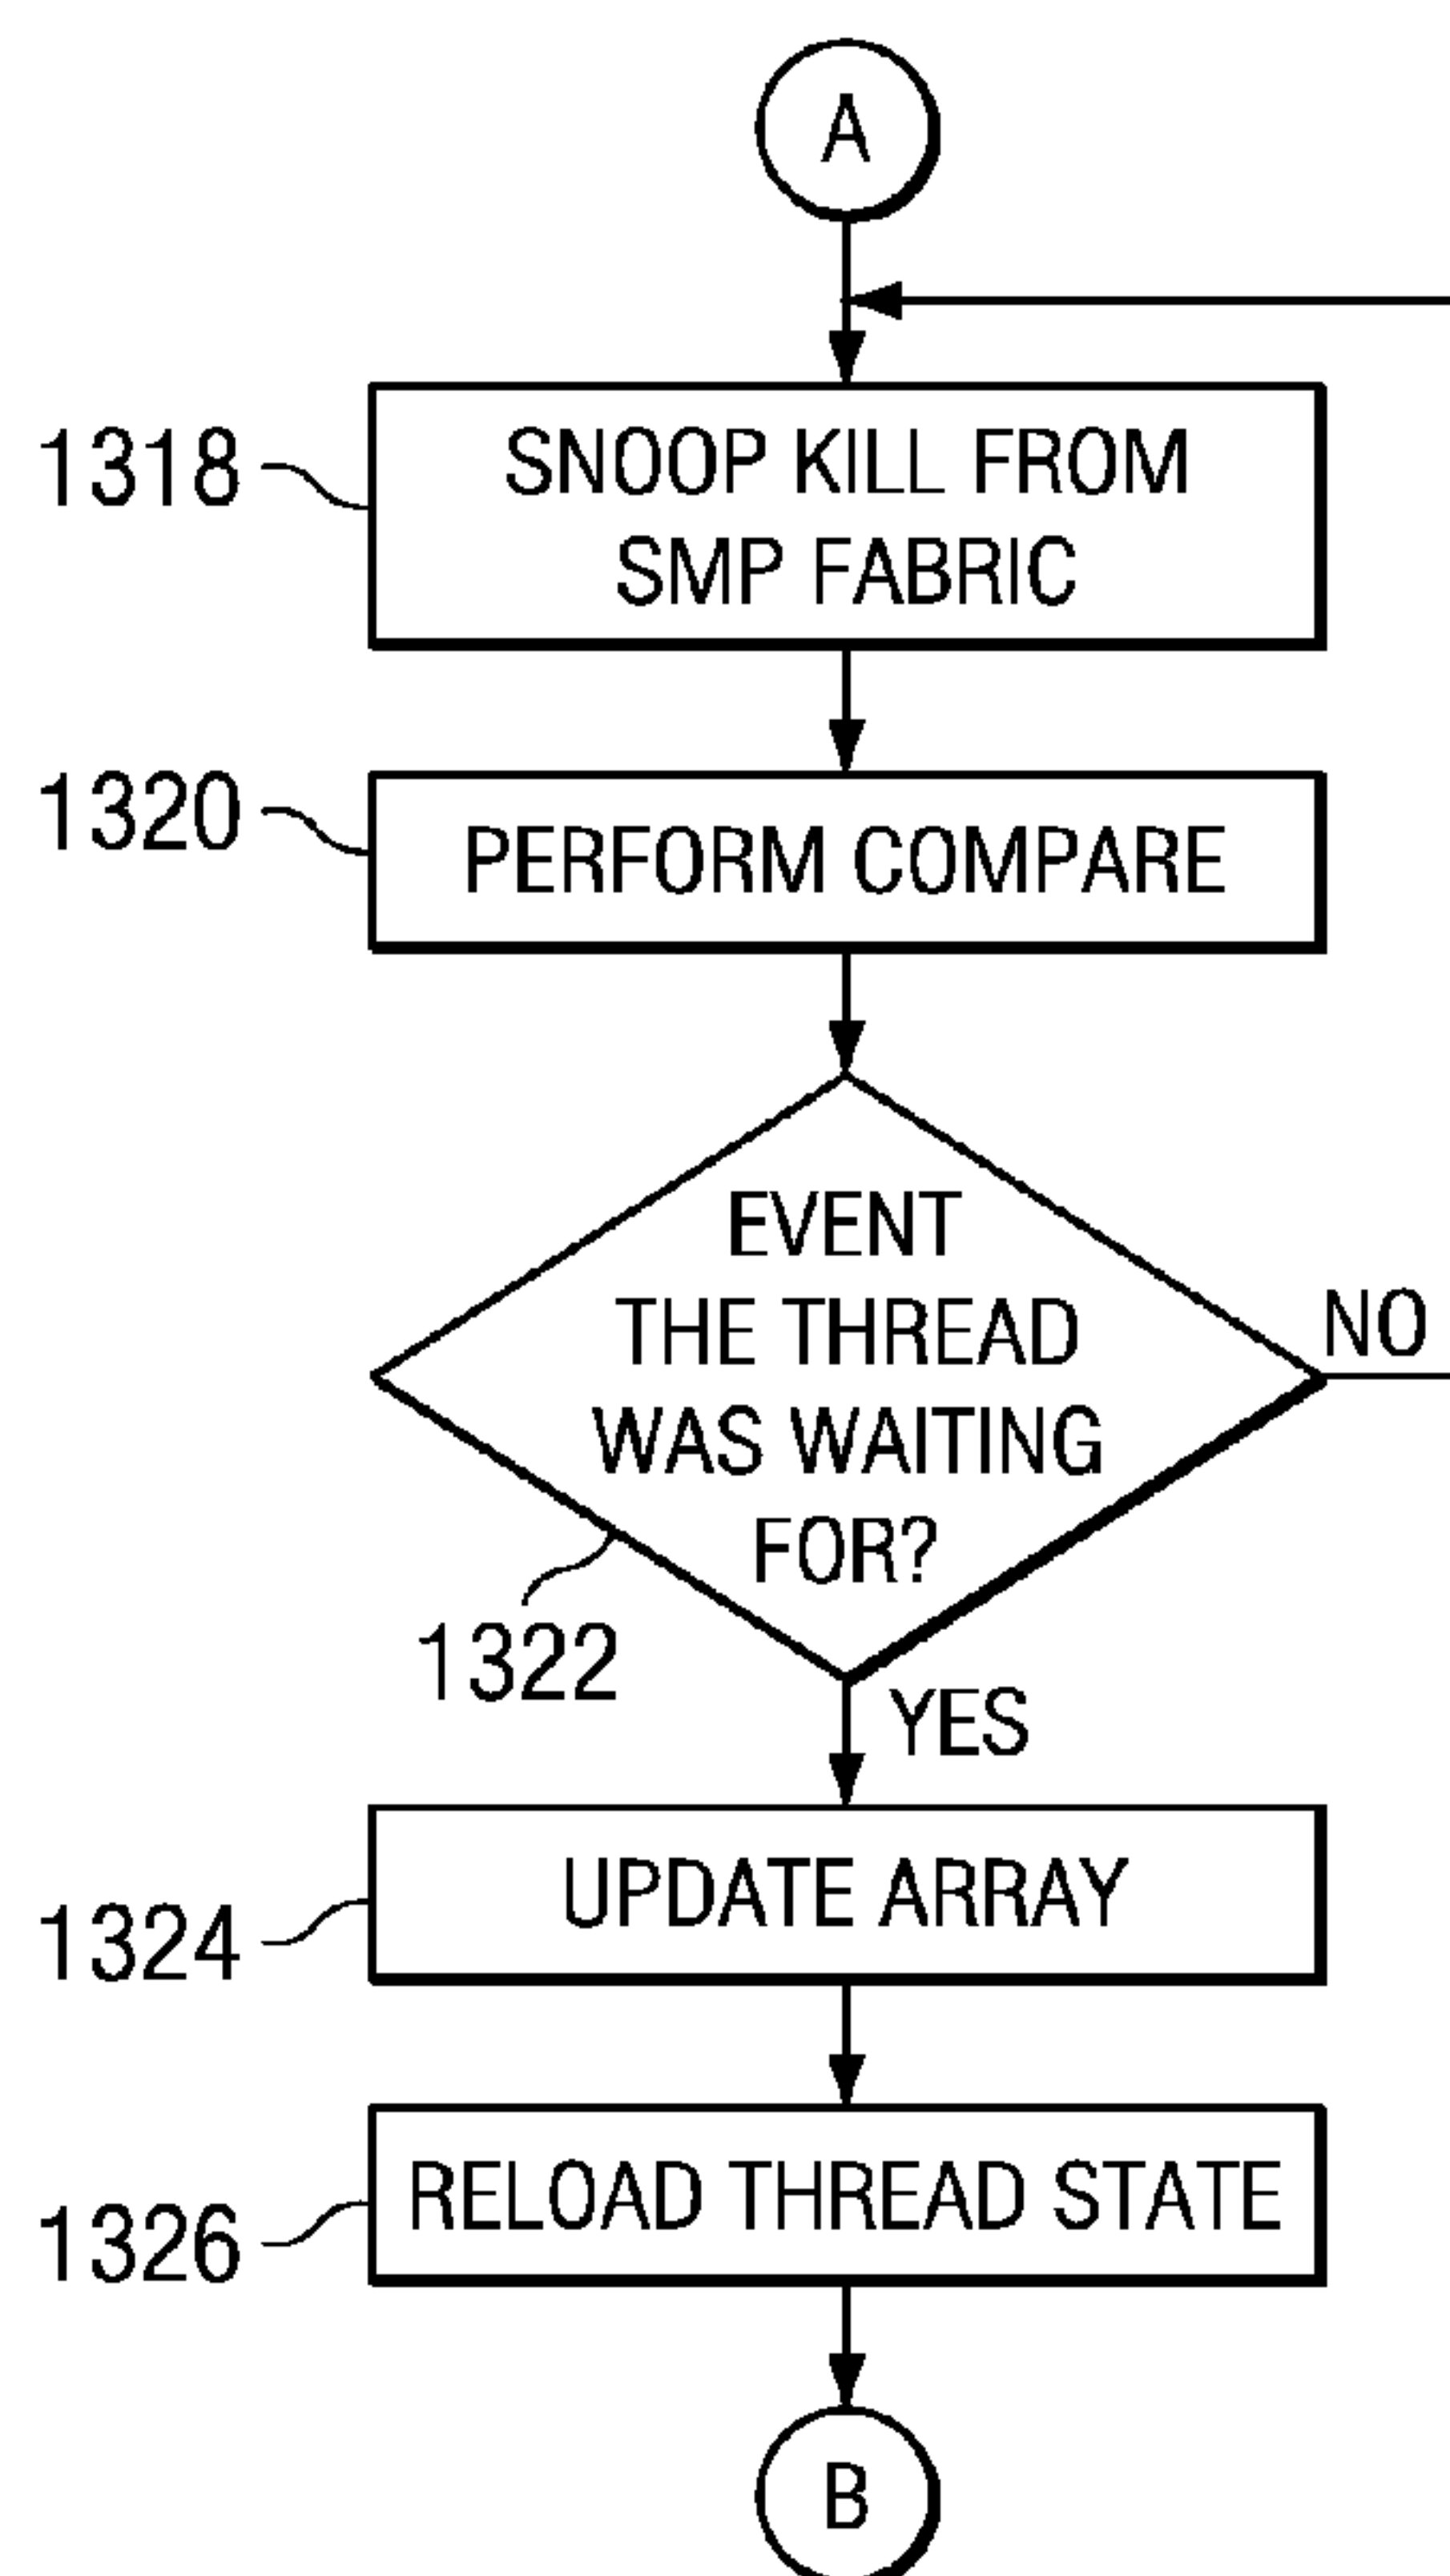 A
1318
SNOOP KILL FROM
SMP FABRIC
1320
PERFORM COMPARE
EVENT
THE THREAD
WAS WAITING
FOR?
NO
1322
YES
UPDATE ARRAY
1324
RELOAD THREAD STATE
1326
B